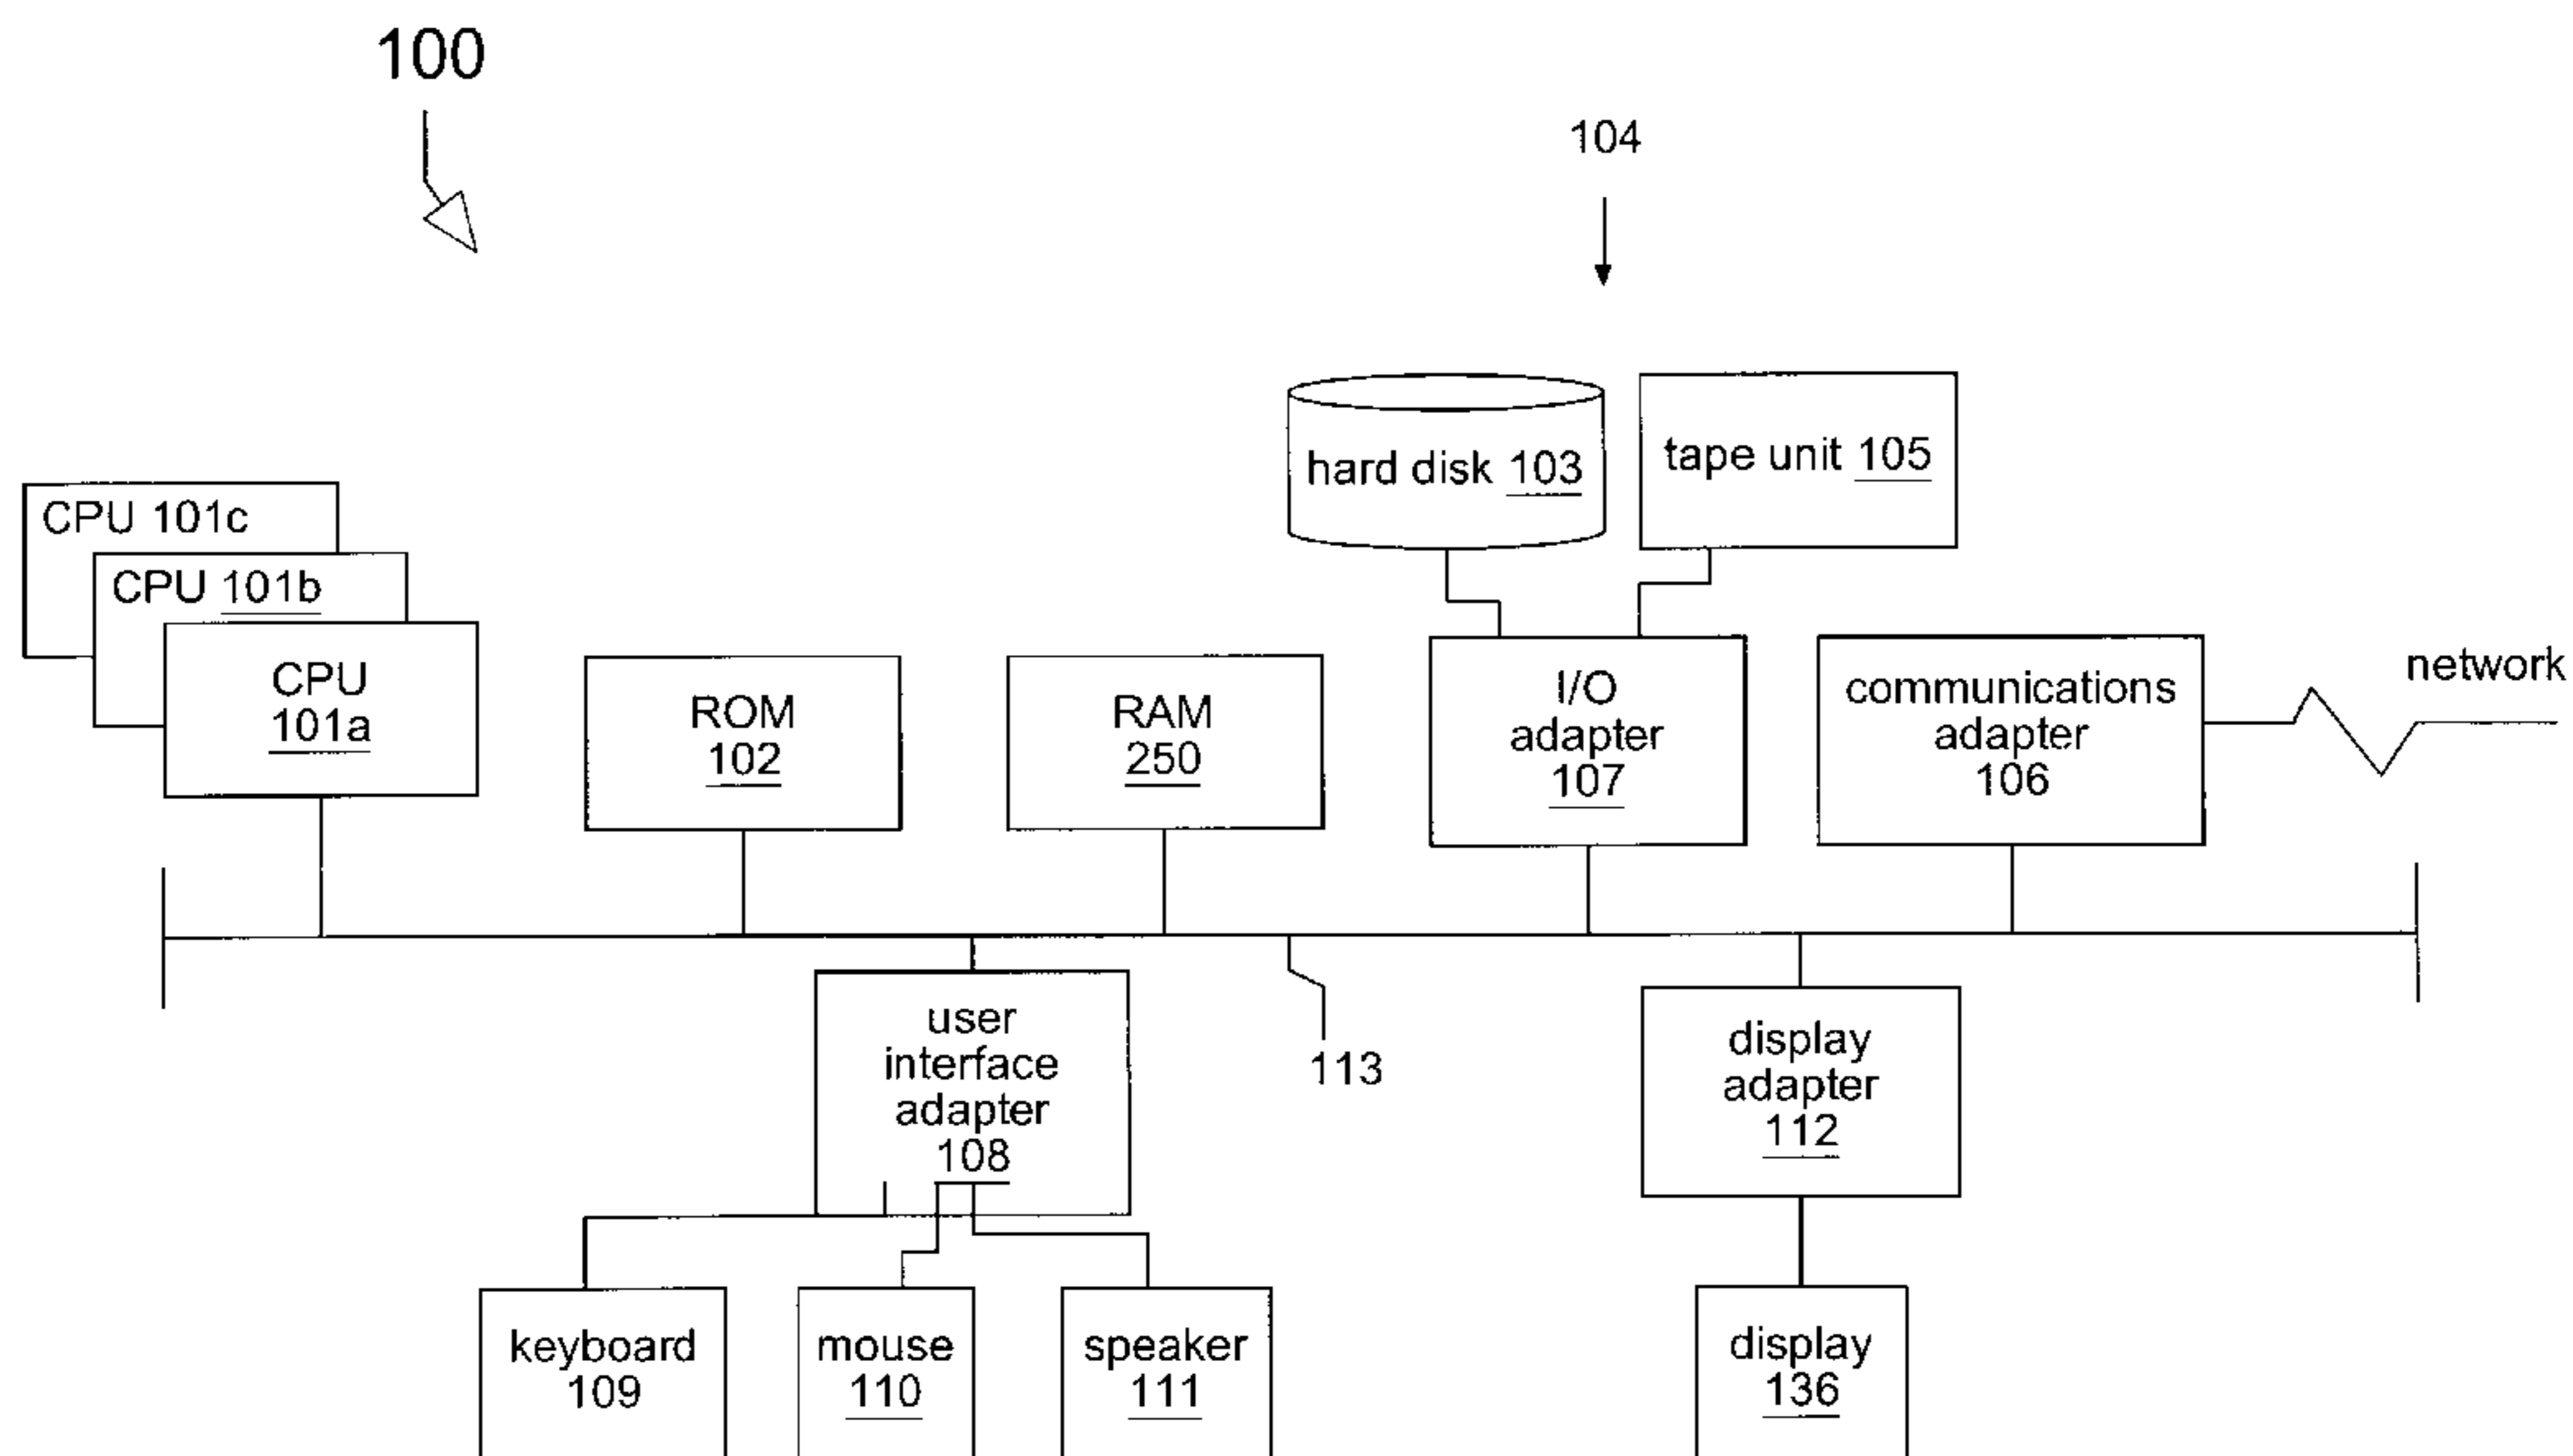 100
104
hard disk 103
tape unit 105
CPU 101c
CPU 101b
CPU
101a
ROM
102
RAM
250
I/O
adapter
107
communications
adapter
106
network
user
interface
adapter
108
113
display
adapter
112
keyboard
109
mouse
110
speaker
111
display
136